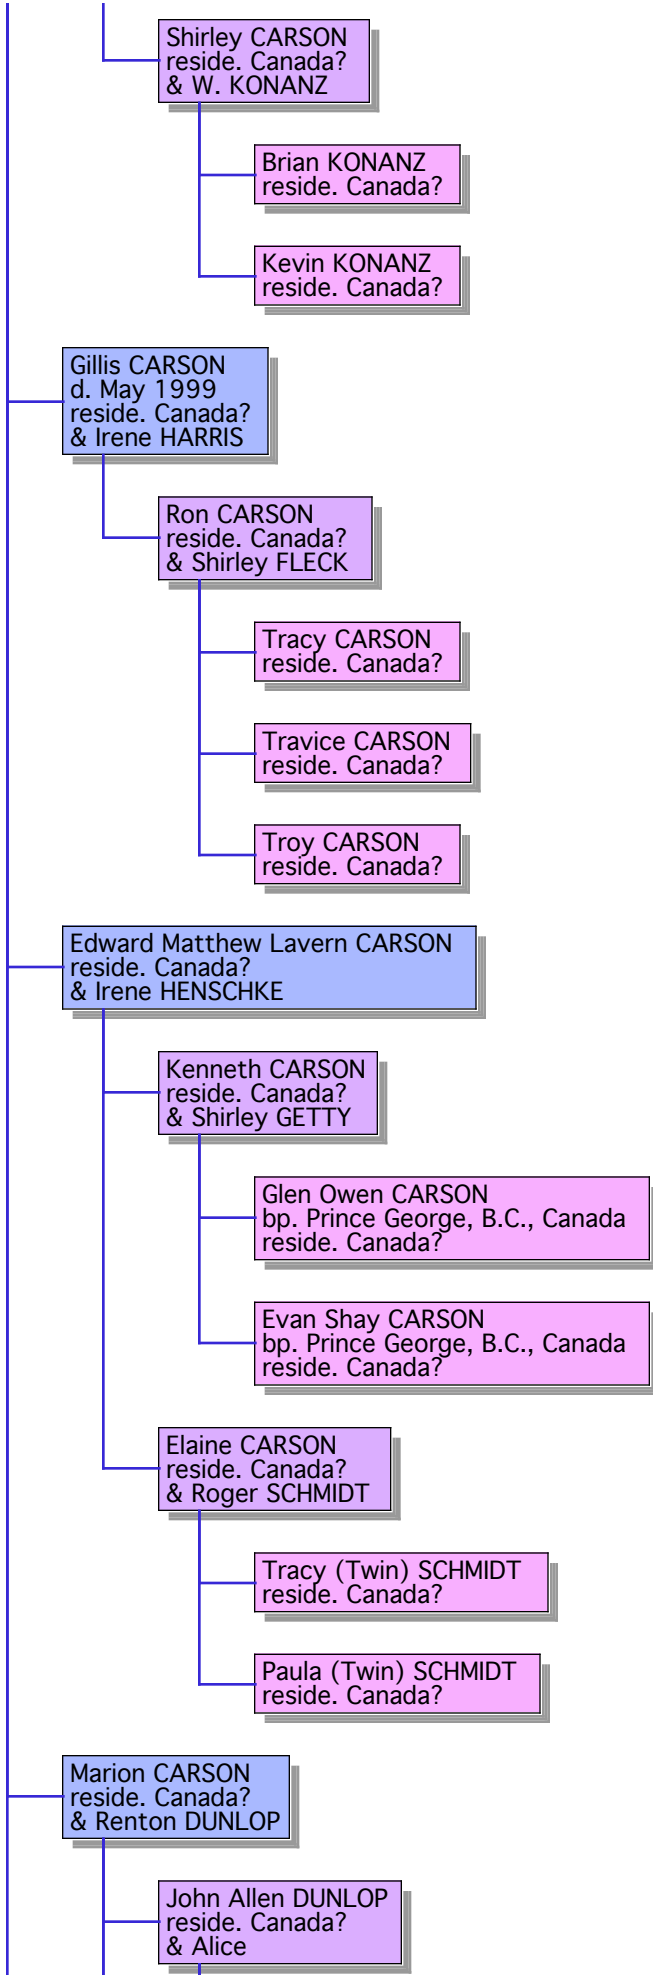 Shirley CARSON
reside. Canada?
& W. KONANZ
Brian KONANZ
reside. Canada?
Kevin KONANZ
reside. Canada?
Gillis CARSON
d. May 1999
reside. Canada?
& Irene HARRIS
Ron CARSON
reside. Canada?
& Shirley FLECK
Tracy CARSON
reside. Canada?
Travice CARSON
reside. Canada?
Troy CARSON
reside. Canada?
Edward Matthew Lavern CARSON
reside. Canada?
& Irene HENSCHKE
Kenneth CARSON
reside. Canada?
& Shirley GETTY
Glen Owen CARSON
bp. Prince George, B.C., Canada
reside. Canada?
Evan Shay CARSON
bp. Prince George, B.C., Canada
reside. Canada?
Elaine CARSON
reside. Canada?
& Roger SCHMIDT
Tracy (Twin) SCHMIDT
reside. Canada?
Paula (Twin) SCHMIDT
reside. Canada?
Marion CARSON
reside. Canada?
& Renton DUNLOP
John Allen DUNLOP
reside. Canada?
& Alice